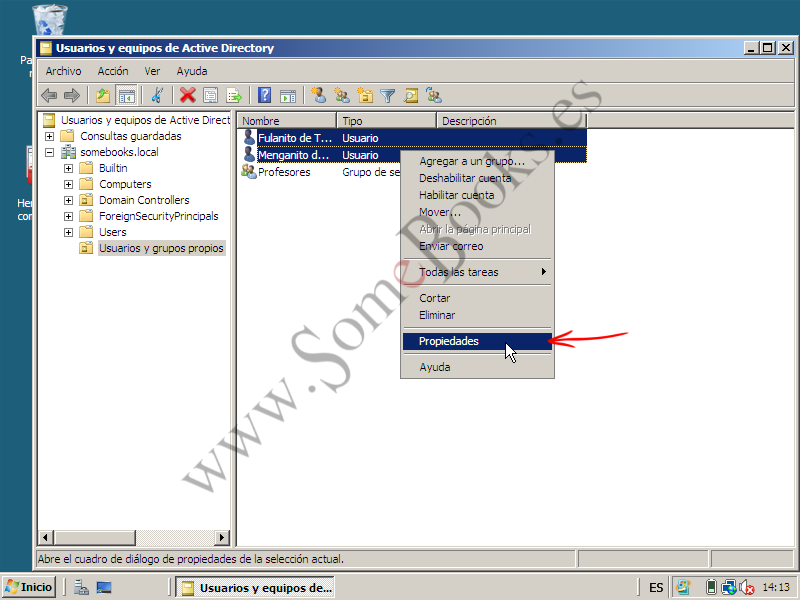 Pa
Usuarios y equipos de Active Directory
Archivo Acción Ver Ayuda
Usuarios y equipos de Active Direct
Consultas guardadas
somebooks.local
Builtin
Computers
Domain Controllers
ForeignSecurityPrincipals
Users
Usuarios y grupos propios
Her
con
Nombre Tipo Descripción
Fulanito de T... Usuario
Menganito d... Usuario
Profesores Grupo de se
Agregar a un grupo...
Deshabilitar cuenta
Habilitar cuenta
Mover...
Abrir la página principal
Enviar correo
Todas las tareas
Cortar
Eliminar
Propiedades
Ayuda
www.SomeBooks.es
Abre el cuadro de diálogo de propiedades de la selección actual.
Inicio Usuarios y equipos de... ES 14:13